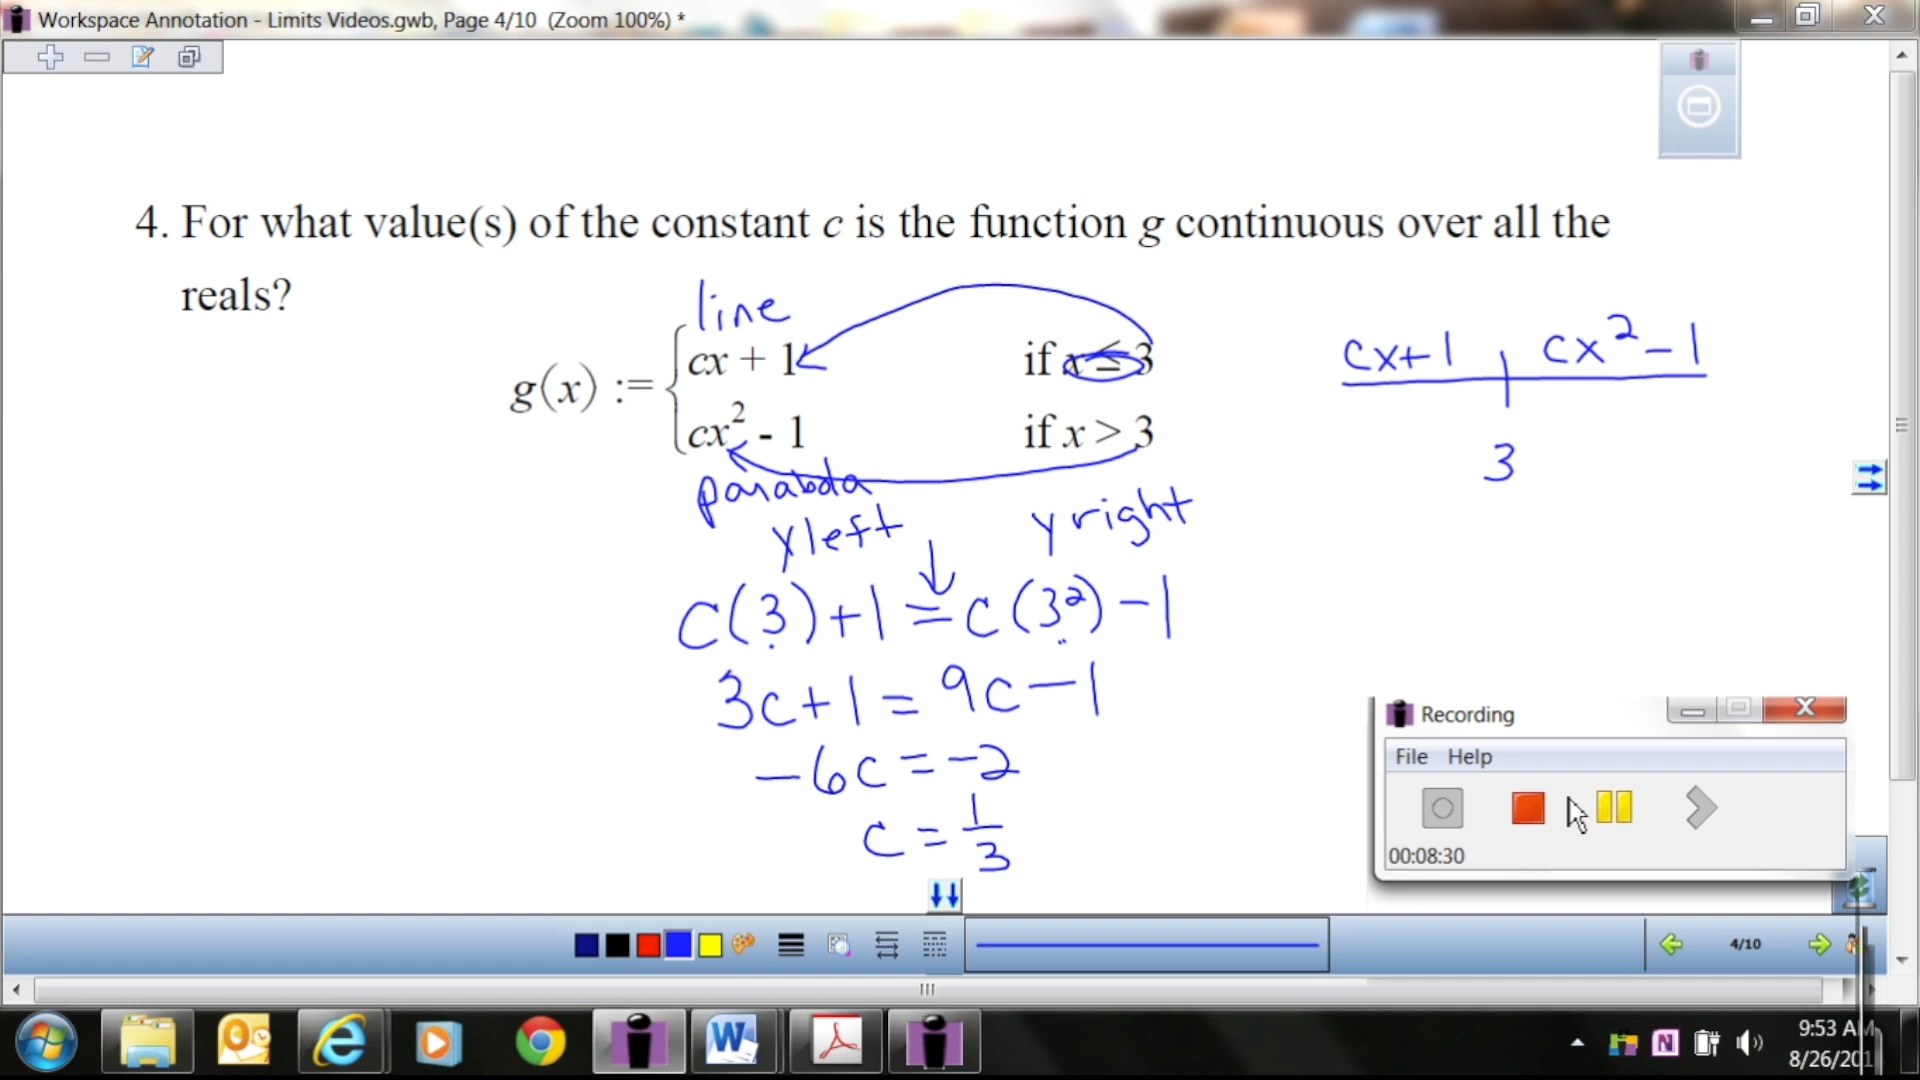 Workspace Annotation - Limits Videos.gwb, Page 4/10 (Zoom 100%) *
4. For what value(s) of the constant c is the function g continuous over all the
reals?
line
g(x) := { cx + 1 if x ≤ 3
cx² - 1 if x > 3
cx+1 cx²-1
3
parabola
y left y right
c(3)+1 = c(3²)-1
3c+1 = 9c-1
-6c = -2
c = 1/3
Recording
File Help
00:08:30
4/10
9:53 AM
8/26/201